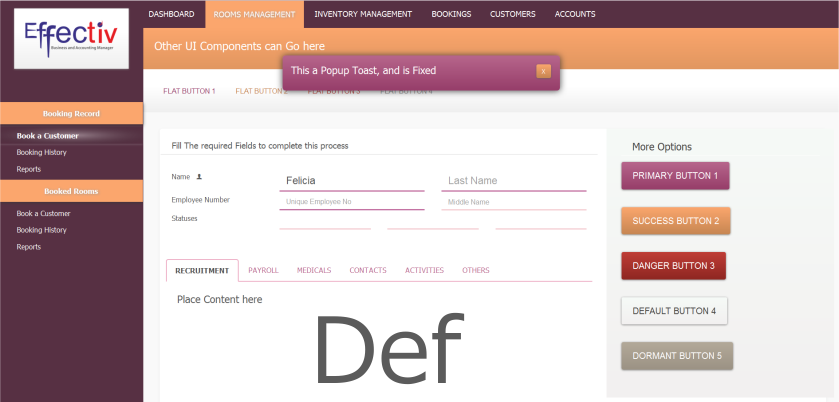 Effectiv
Business and Accounting Manager
DASHBOARD ROOMS MANAGEMENT INVENTORY MANAGEMENT BOOKINGS CUSTOMERS ACCOUNTS
Other UI Components can Go here
This a Popup Toast, and is Fixed x
FLAT BUTTON 1 FLAT BUTTON 2 FLAT BUTTON 3 FLAT BUTTON 4
Booking Record
Book a Customer
Booking History
Reports
Booked Rooms
Book a Customer
Booking History
Reports
Fill The required Fields to complete this process
Name Felicia Last Name
Employee Number Unique Employee No Middle Name
Statuses
RECRUITMENT PAYROLL MEDICALS CONTACTS ACTIVITIES OTHERS
Place Content here
Def
More Options
PRIMARY BUTTON 1
SUCCESS BUTTON 2
DANGER BUTTON 3
DEFAULT BUTTON 4
DORMANT BUTTON 5